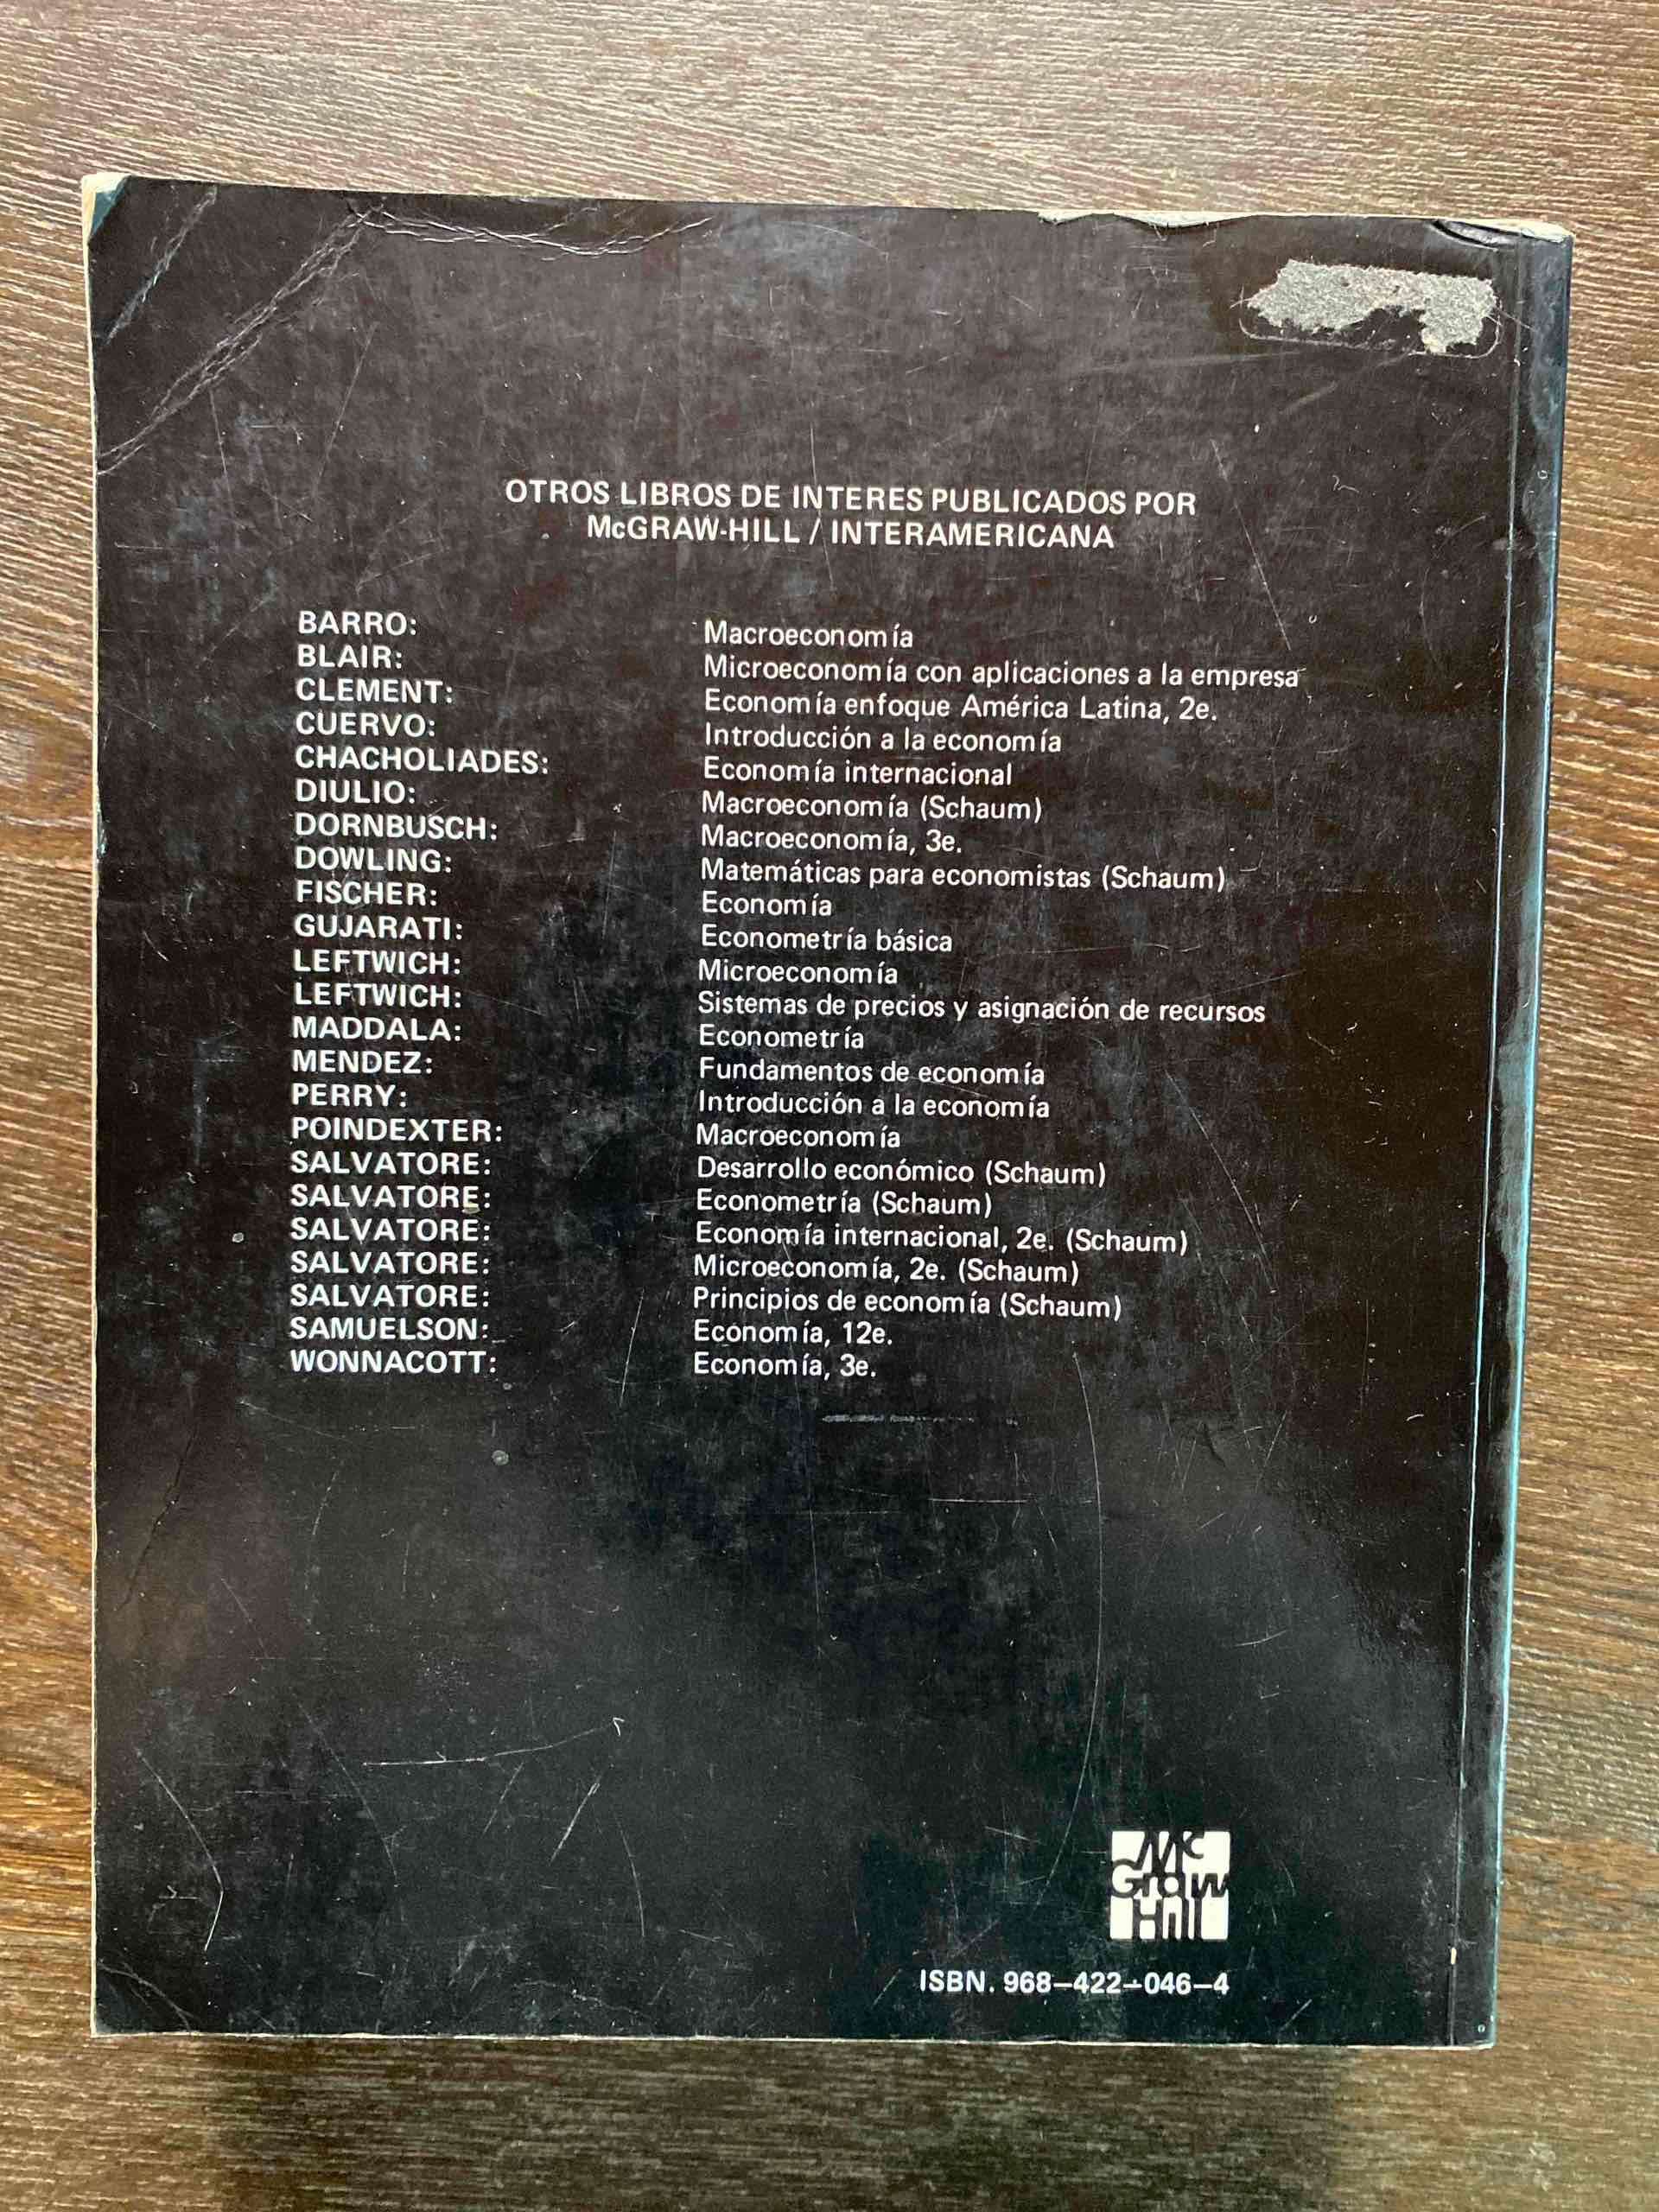 OTROS LIBROS DE INTERES PUBLICADOS POR
McGRAW-HILL / INTERAMERICANA
BARRO: Macroeconomía
BLAIR: Microeconomía con aplicaciones a la empresa
CLEMENT: Economía enfoque América Latina, 2e.
CUERVO: Introducción a la economía
CHACHOLIADES: Economía internacional
DIULIO: Macroeconomía (Schaum)
DORNBUSCH: Macroeconomía, 3e.
DOWLING: Matemáticas para economistas (Schaum)
FISCHER: Economía
GUJARATI: Econometría básica
LEFTWICH: Microeconomía
LEFTWICH: Sistemas de precios y asignación de recursos
MADDALA: Econometría
MENDEZ: Fundamentos de economía
PERRY: Introducción a la economía
POINDEXTER: Macroeconomía
SALVATORE: Desarrollo económico (Schaum)
SALVATORE: Econometría (Schaum)
SALVATORE: Economía internacional, 2e. (Schaum)
SALVATORE: Microeconomía, 2e. (Schaum)
SALVATORE: Principios de economía (Schaum)
SAMUELSON: Economía, 12e.
WONNACOTT: Economía, 3e.
Mc
Graw
Hill
ISBN. 968–422–046–4